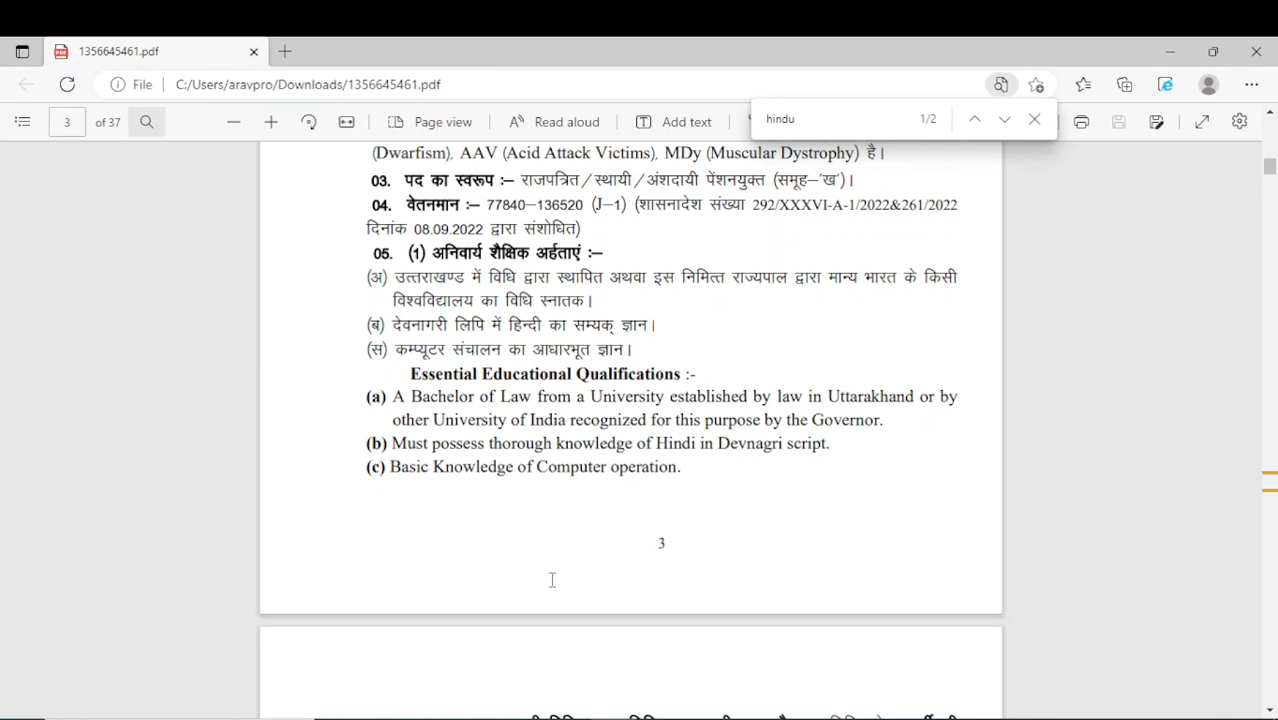 1356645461.pdf
File
C:/Users/aravpro/Downloads/1356645461.pdf
3 of 37
Page view
Read aloud
Add text
hindu 1/2
(Dwarfism), AAV (Acid Attack Victims), MDy (Muscular Dystrophy) है।
03. पद का स्वरूप :– राजपत्रित/स्थायी/अंशदायी पेंशनयुक्त (समूह–'ख')।
04. वेतनमान :– 77840–136520 (J–1) (शासनादेश संख्या 292/XXXVI-A-1/2022&261/2022
दिनांक 08.09.2022 द्वारा संशोधित)
05. (1) अनिवार्य शैक्षिक अर्हताएं :–
(अ) उत्तराखण्ड में विधि द्वारा स्थापित अथवा इस निमित्त राज्यपाल द्वारा मान्य भारत के किसी
विश्वविद्यालय का विधि स्नातक।
(ब) देवनागरी लिपि में हिन्दी का सम्यक् ज्ञान।
(स) कम्प्यूटर संचालन का आधारभूत ज्ञान।
Essential Educational Qualifications :-
(a) A Bachelor of Law from a University established by law in Uttarakhand or by
other University of India recognized for this purpose by the Governor.
(b) Must possess thorough knowledge of Hindi in Devnagri script.
(c) Basic Knowledge of Computer operation.
3